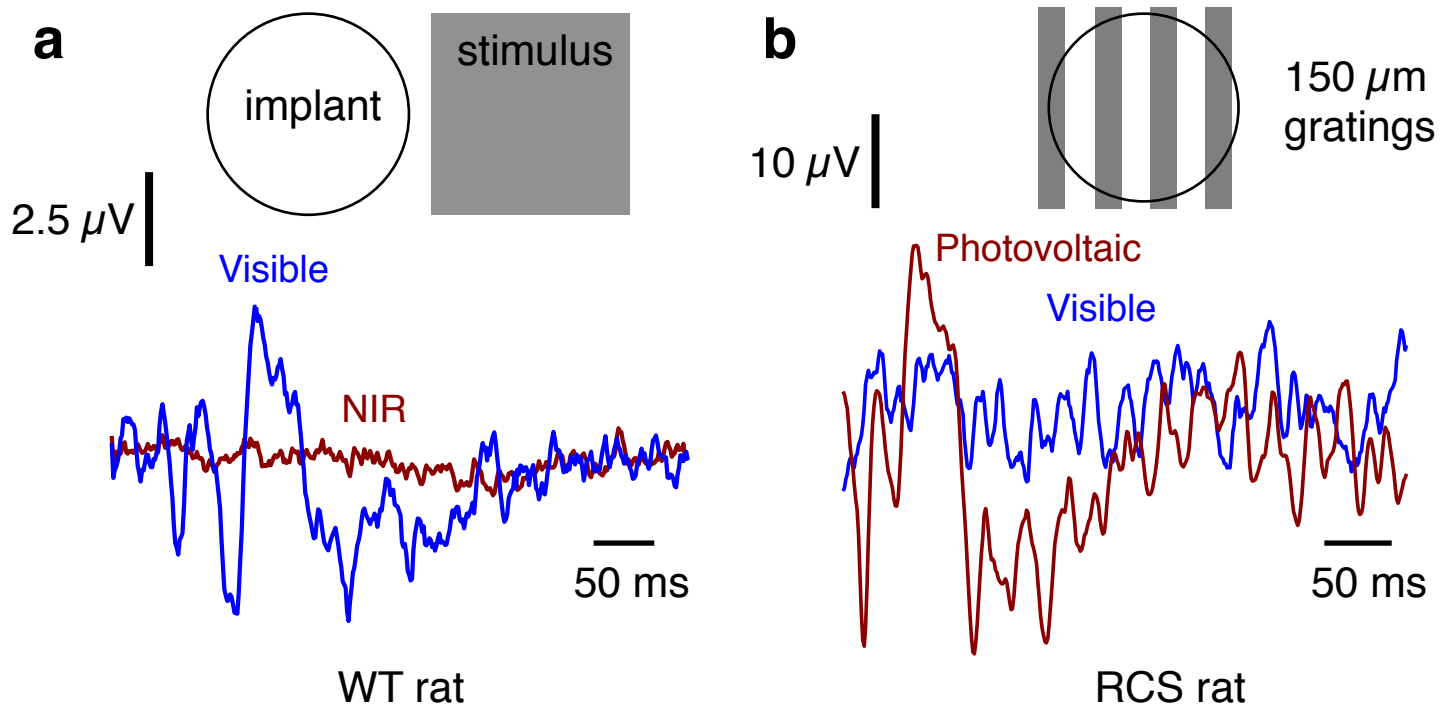 a
implant
stimulus
2.5 µV
Visible
NIR
50 ms
WT rat
b
150 µm
gratings
10 µV
Photovoltaic
Visible
50 ms
RCS rat